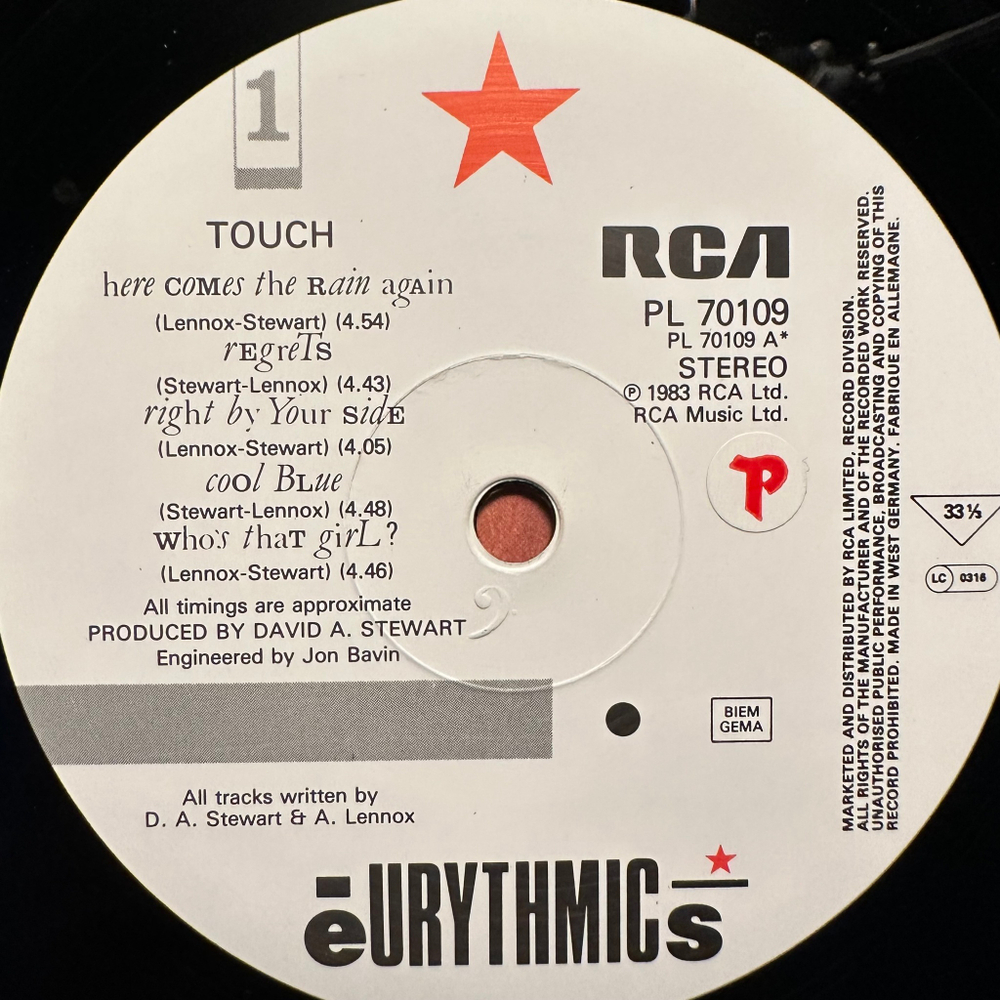 1
TOUCH
here COMes the Rain agAin
(Lennox-Stewart) (4.54)
rEgreTs
(Stewart-Lennox) (4.43)
right by Your sidE
(Lennox-Stewart) (4.05)
cool BLue
(Stewart-Lennox) (4.48)
Who's thaT girL?
(Lennox-Stewart) (4.46)
All timings are approximate
PRODUCED BY DAVID A. STEWART
Engineered by Jon Bavin
RCA
PL 70109
PL 70109 A*
STEREO
℗ 1983 RCA Ltd.
RCA Music Ltd.
P
9
BIEM
GEMA
MARKETED AND DISTRIBUTED BY RCA LIMITED, RECORD DIVISION.
ALL RIGHTS OF THE MANUFACTURER AND OF THE RECORDED WORK RESERVED.
UNAUTHORISED PUBLIC PERFORMANCE, BROADCASTING AND COPYING OF THIS
RECORD PROHIBITED. MADE IN WEST GERMANY. FABRIQUE EN ALLEMAGNE.
33⅓
LC 0316
All tracks written by
D. A. Stewart & A. Lennox
eURYTHMICs